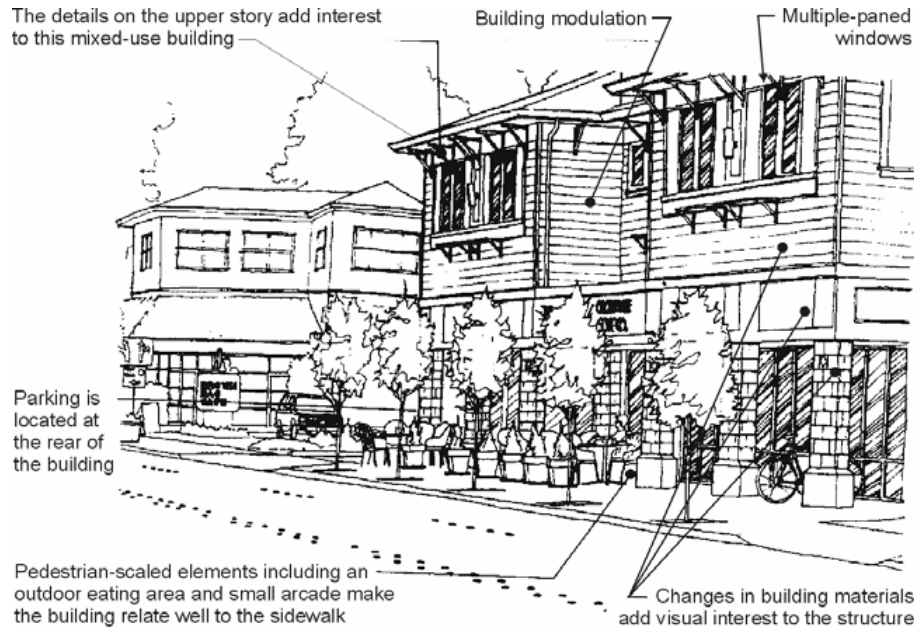 The details on the upper story add interest
to this mixed-use building
Building modulation
Multiple-paned
windows
Parking is
located at
the rear of
the building
Pedestrian-scaled elements including an
outdoor eating area and small arcade make
the building relate well to the sidewalk
Changes in building materials
add visual interest to the structure